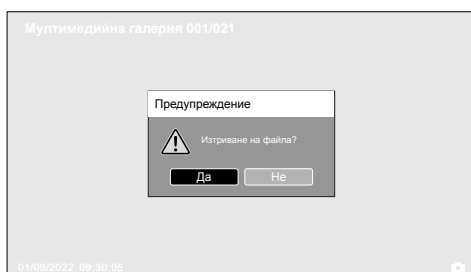 Мултимедийна галерия 001/021
Предупреждение
Изтриване на файла?
Да Не
01/09/2022 09:30:05